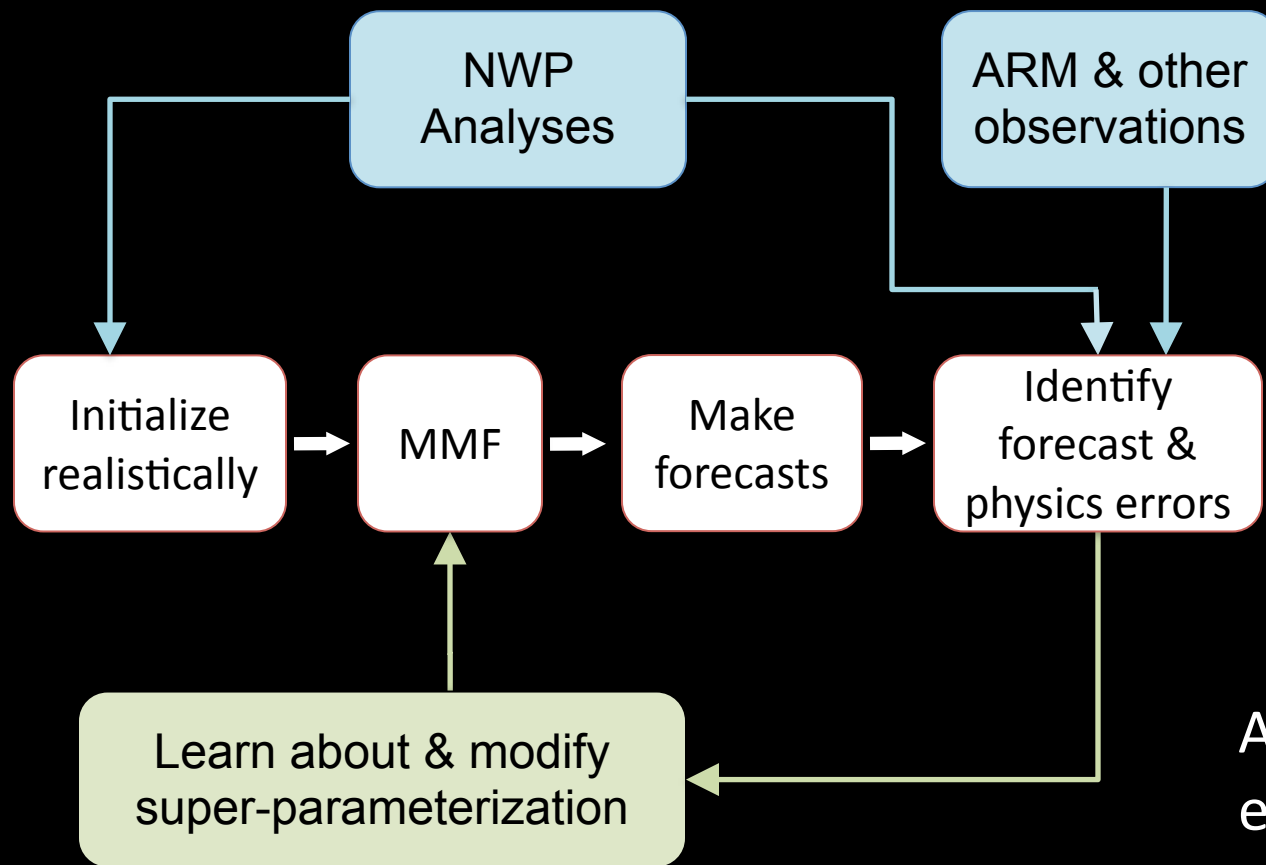 NWP
Analyses
ARM & other
observations
Initialize
realistically
MMF
Make
forecasts
Identify
forecast &
physics errors
Learn about & modify
super-parameterization
A
e